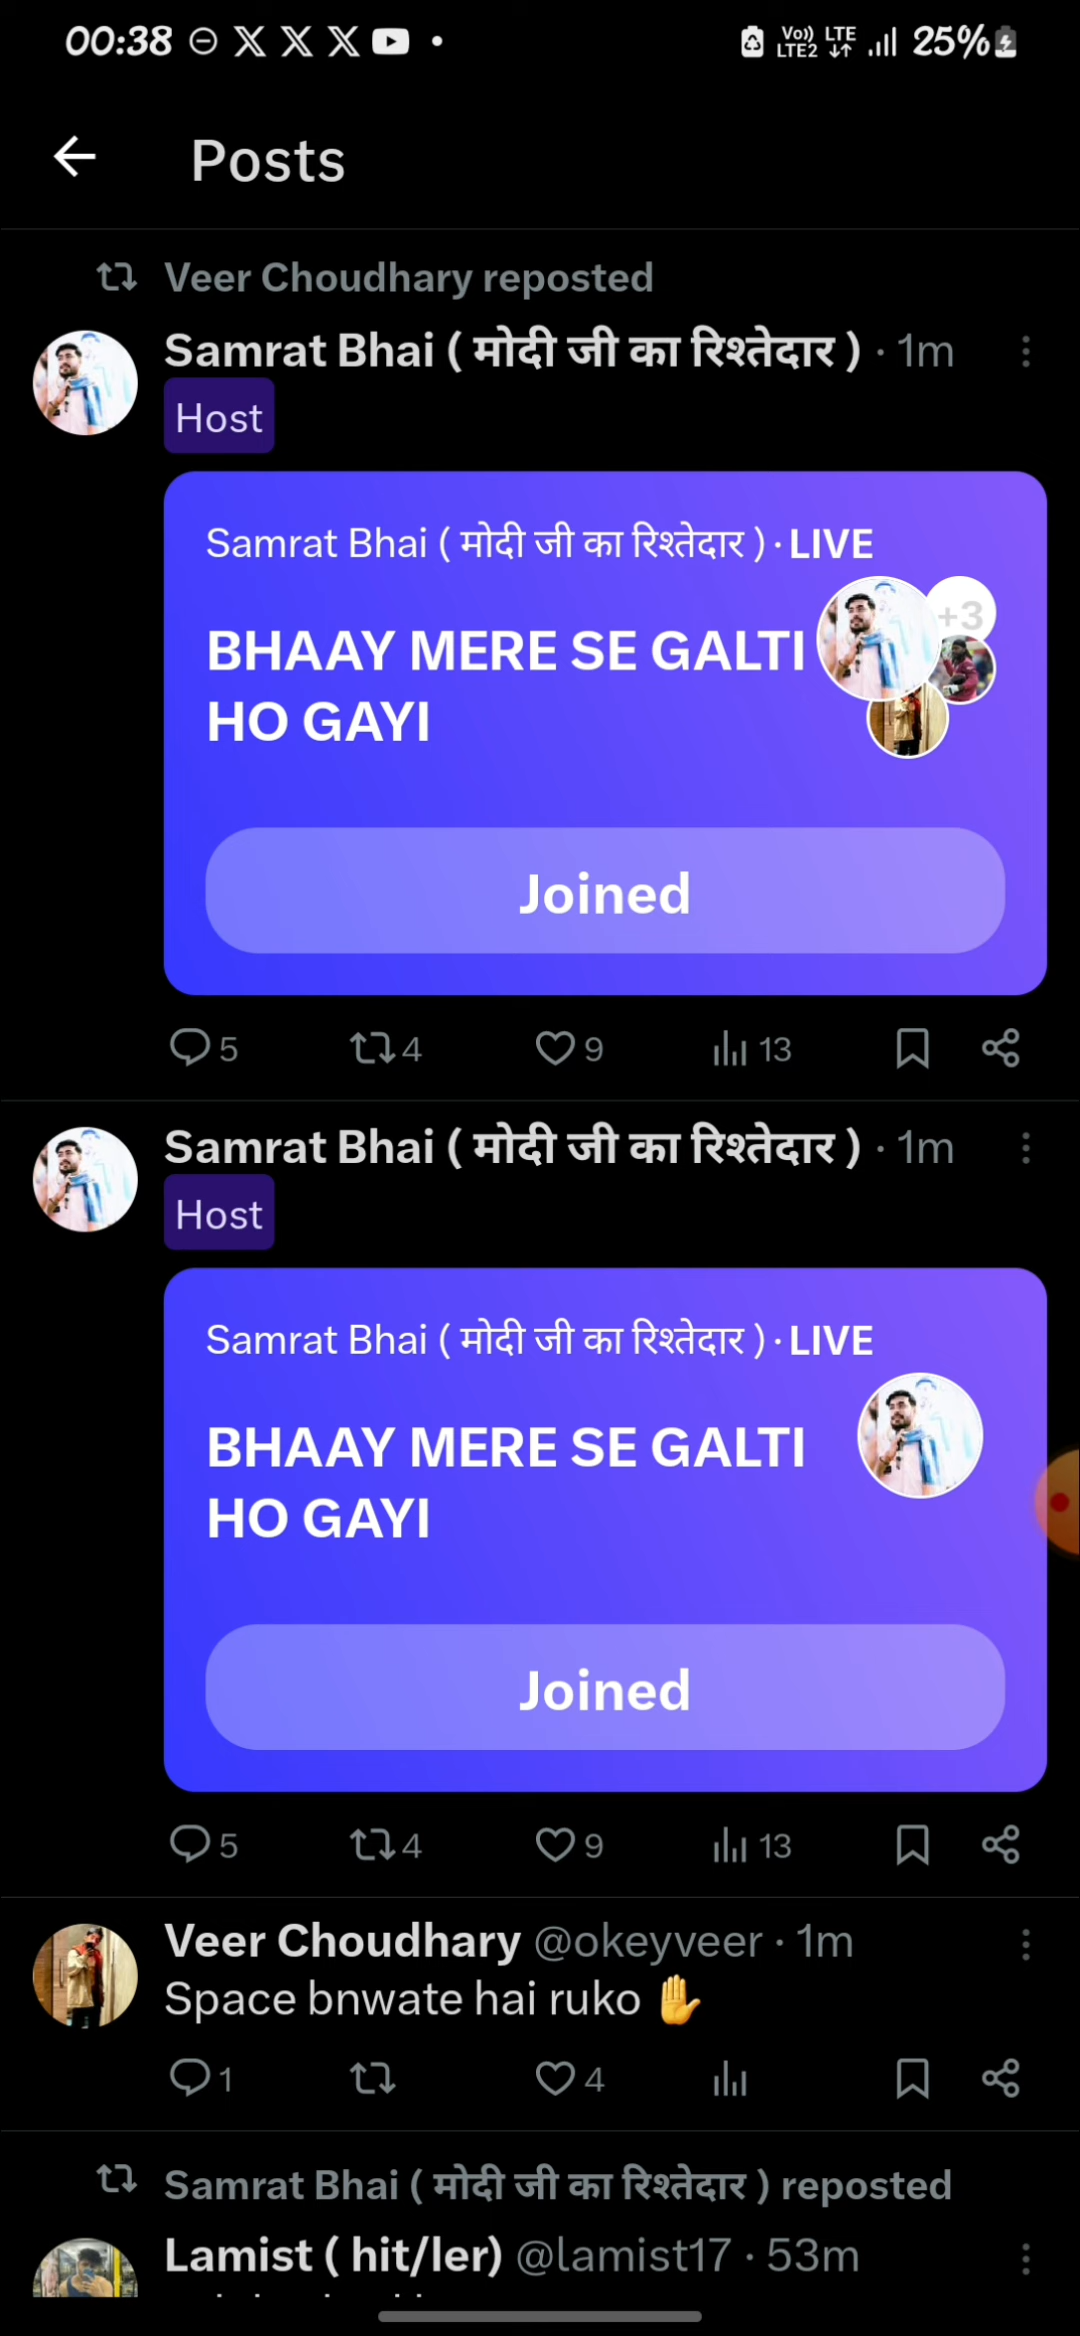 00:38
Vo)) LTE
LTE2
25%
Posts
Veer Choudhary reposted
Samrat Bhai ( मोदी जी का रिश्तेदार ) · 1m
Host
Samrat Bhai ( मोदी जी का रिश्तेदार ) · LIVE
+3
BHAAY MERE SE GALTI
HO GAYI
Joined
5 4 9 13
Samrat Bhai ( मोदी जी का रिश्तेदार ) · 1m
Host
Samrat Bhai ( मोदी जी का रिश्तेदार ) · LIVE
BHAAY MERE SE GALTI
HO GAYI
Joined
5 4 9 13
Veer Choudhary @okeyveer · 1m
Space bnwate hai ruko ✋
1 4
Samrat Bhai ( मोदी जी का रिश्तेदार ) reposted
Lamist ( hit/ler) @lamist17 · 53m